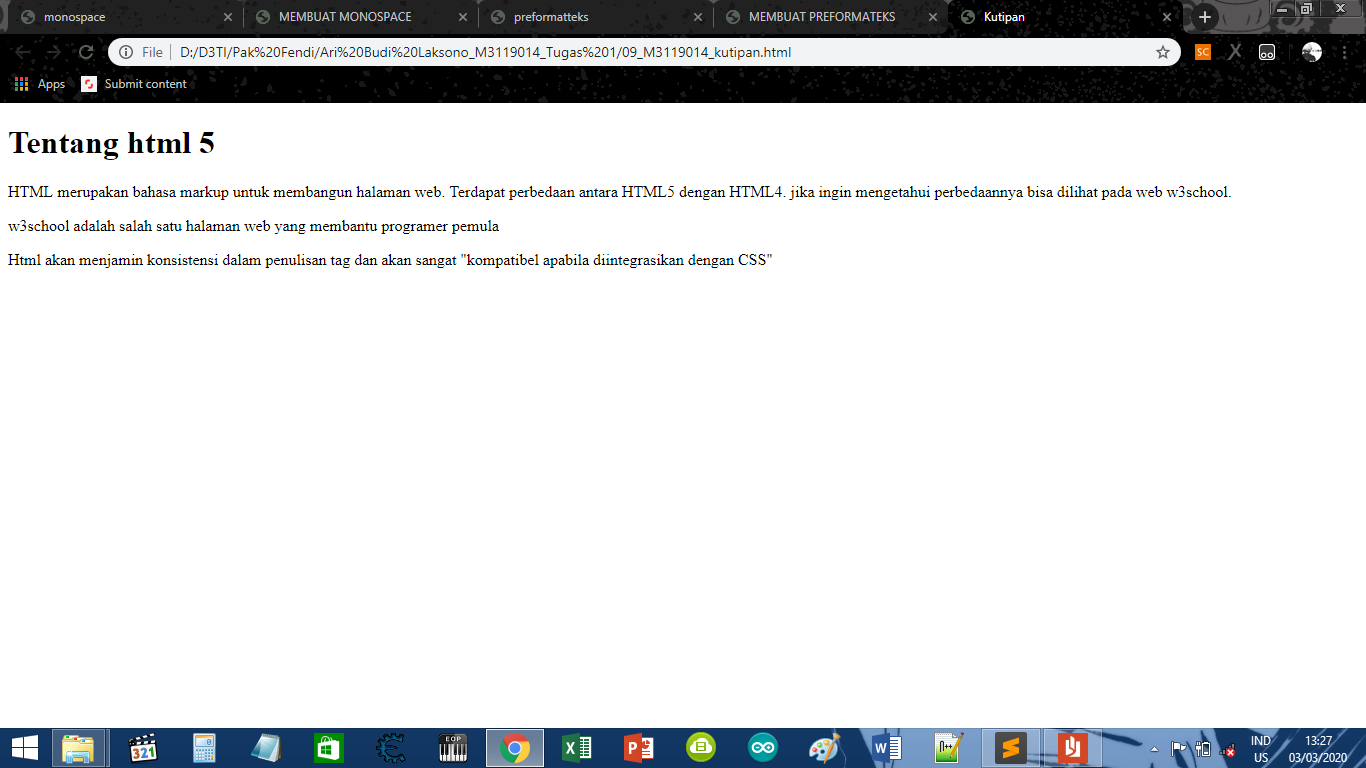 monospace
MEMBUAT MONOSPACE
preformatteks
MEMBUAT PREFORMATEKS
Kutipan
File
D:/D3TI/Pak%20Fendi/Ari%20Budi%20Laksono_M3119014_Tugas%201/09_M3119014_kutipan.html
SC
Apps
Submit content
Tentang html 5
HTML merupakan bahasa markup untuk membangun halaman web. Terdapat perbedaan antara HTML5 dengan HTML4. jika ingin mengetahui perbedaannya bisa dilihat pada web w3school.
w3school adalah salah satu halaman web yang membantu programer pemula
Html akan menjamin konsistensi dalam penulisan tag dan akan sangat "kompatibel apabila diintegrasikan dengan CSS"
321
EOP
IND
US
13:27
03/03/2020